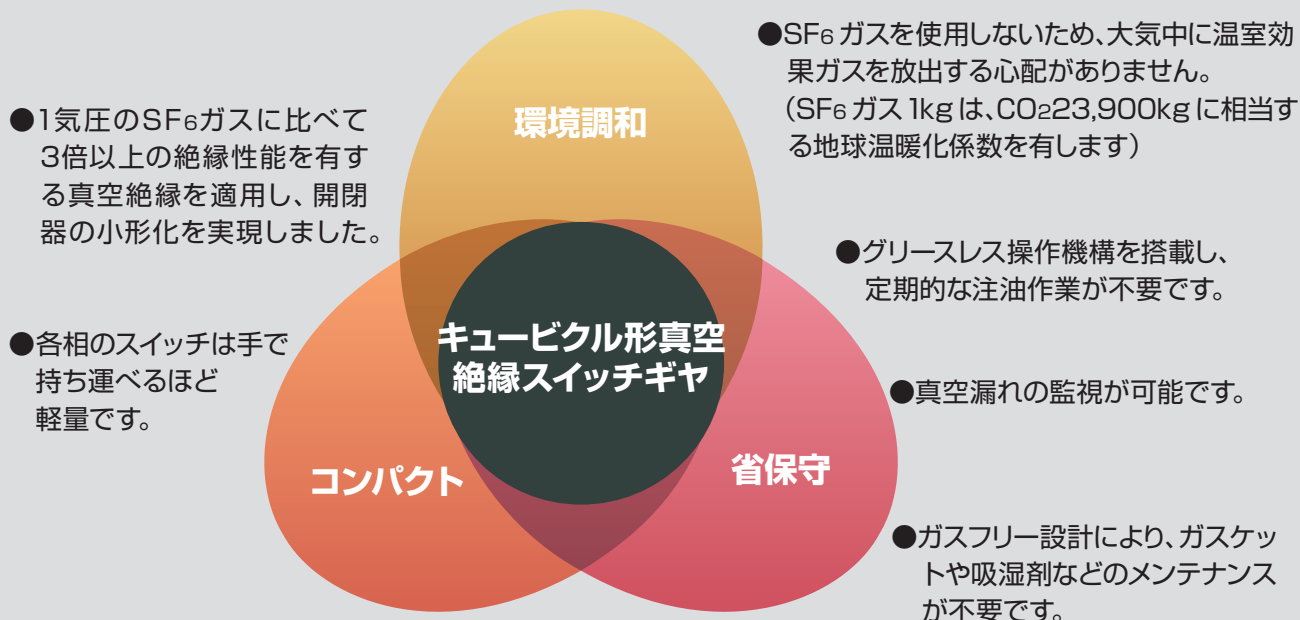 ●SF6ガスを使用しないため、大気中に温室効
果ガスを放出する心配がありません。
（SF6ガス1kgは、CO223,900kgに相当す
る地球温暖化係数を有します）
環境調和
●1気圧のSF6ガスに比べて
3倍以上の絶縁性能を有す
る真空絶縁を適用し、開閉
器の小形化を実現しました。
●各相のスイッチは手で
持ち運べるほど
軽量です。
キュービクル形真空
絶縁スイッチギヤ
コンパクト
省保守
●グリースレス操作機構を搭載し、
定期的な注油作業が不要です。
●真空漏れの監視が可能です。
●ガスフリー設計により、ガスケッ
トや吸湿剤などのメンテナンス
が不要です。